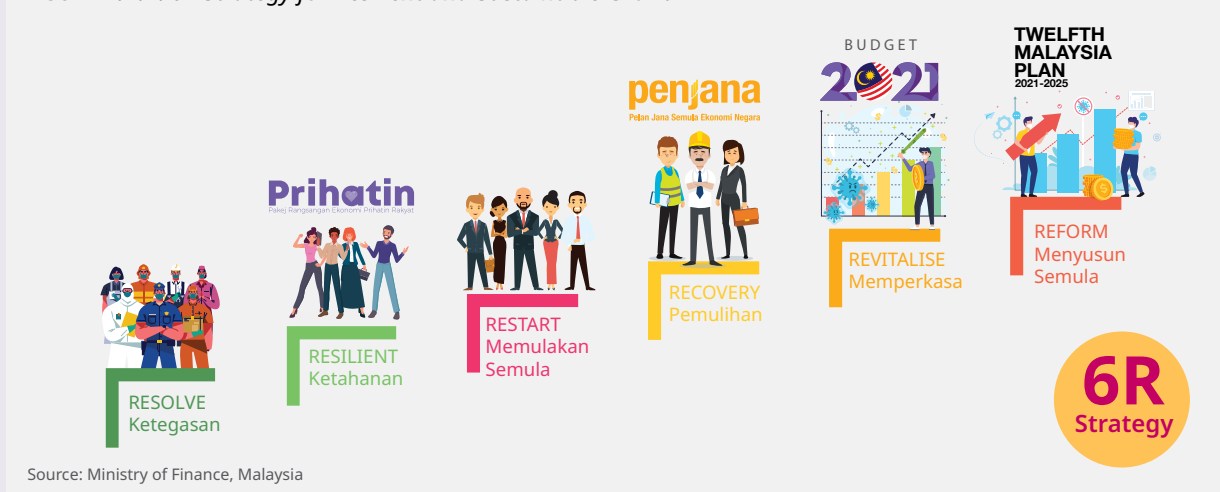 BUDGET
2021
TWELFTH
MALAYSIA
PLAN
2021-2025
penjana
Pelan Jana Semula Ekonomi Negara
Prihatin
Pakej Rangsangan Ekonomi Prihatin Rakyat
RESOLVE
Ketegasan
RESILIENT
Ketahanan
RESTART
Memulakan
Semula
RECOVERY
Pemulihan
REVITALISE
Memperkasa
REFORM
Menyusun
Semula
6R
Strategy
Source: Ministry of Finance, Malaysia